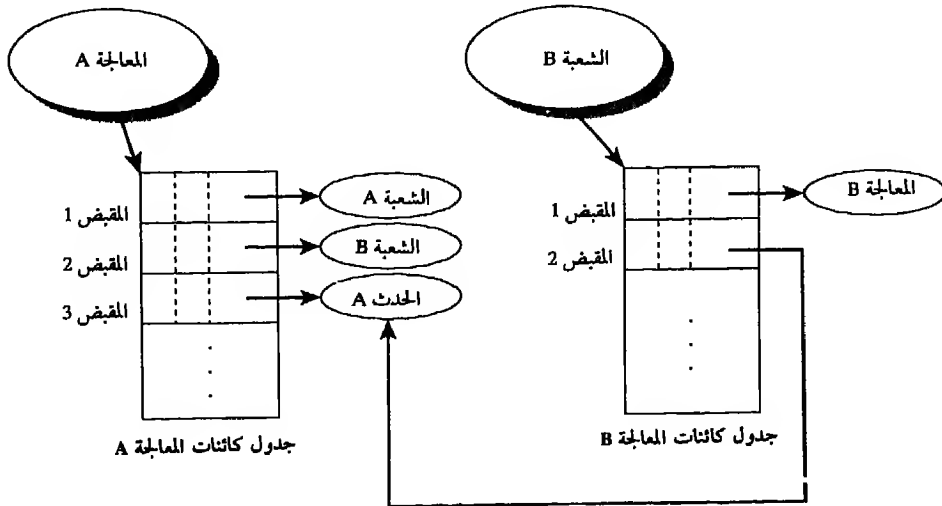 المعالجة A
الشعبة B
الشعبة A
المعالجة B
المقبض 1
المقبض 1
الشعبة B
المقبض 2
المقبض 2
الحدث A
المقبض 3
جدول كائنات المعالجة A
جدول كائنات المعالجة B